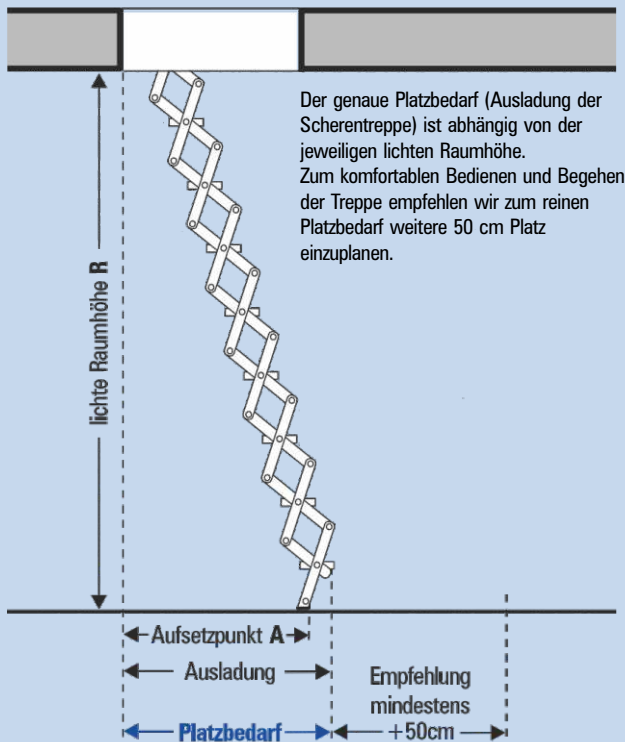 Der genaue Platzbedarf (Ausladung der
Scherentreppe) ist abhängig von der
jeweiligen lichten Raumhöhe.
Zum komfortablen Bedienen und Begehen
der Treppe empfehlen wir zum reinen
Platzbedarf weitere 50 cm Platz
einzuplanen.
lichte Raumhöhe R
Aufsetzpunkt A
Ausladung
Platzbedarf
Empfehlung
mindestens
+50cm